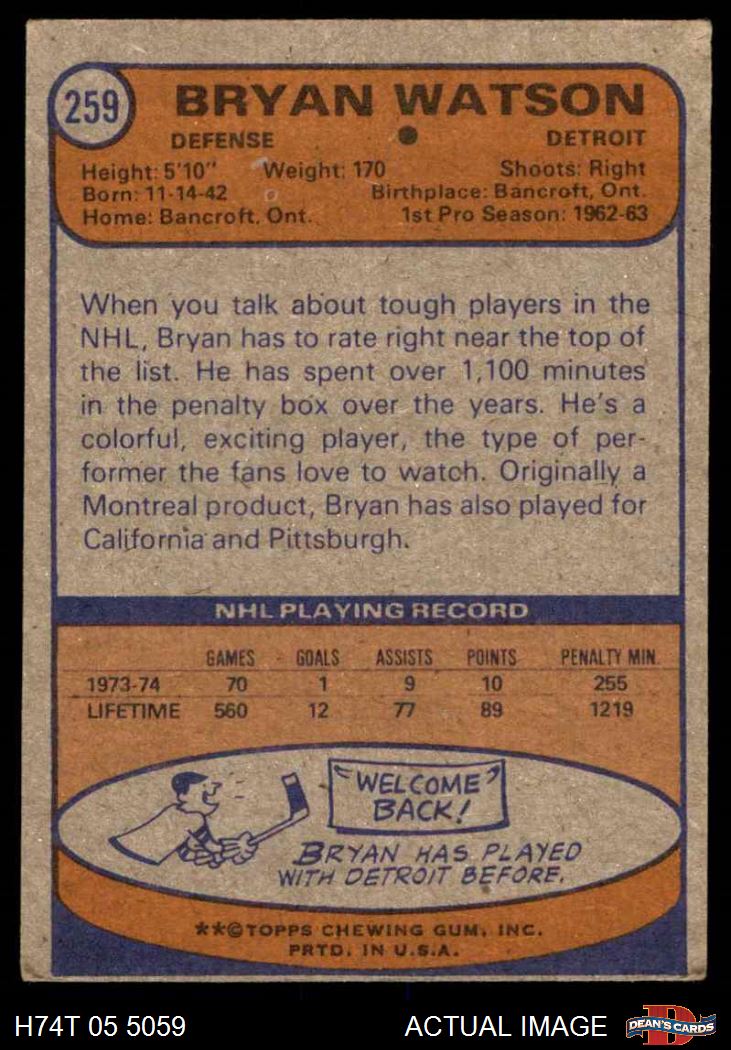 259
BRYAN WATSON
DEFENSE DETROIT
Height: 5'10" Weight: 170 Shoots: Right
Born: 11-14-42 Birthplace: Bancroft, Ont.
Home: Bancroft, Ont. 1st Pro Season: 1962-63
When you talk about tough players in the
NHL, Bryan has to rate right near the top of
the list. He has spent over 1,100 minutes
in the penalty box over the years. He's a
colorful, exciting player, the type of per-
former the fans love to watch. Originally a
Montreal product, Bryan has also played for
California and Pittsburgh.
NHL PLAYING RECORD
GAMES GOALS ASSISTS POINTS PENALTY MIN.
1973-74 70 1 9 10 255
LIFETIME 560 12 77 89 1219
"WELCOME"
BACK!
BRYAN HAS PLAYED
WITH DETROIT BEFORE.
**©TOPPS CHEWING GUM, INC.
PRTD. IN U.S.A.
H74T 05 5059 ACTUAL IMAGE
D
DEAN'S CARDS